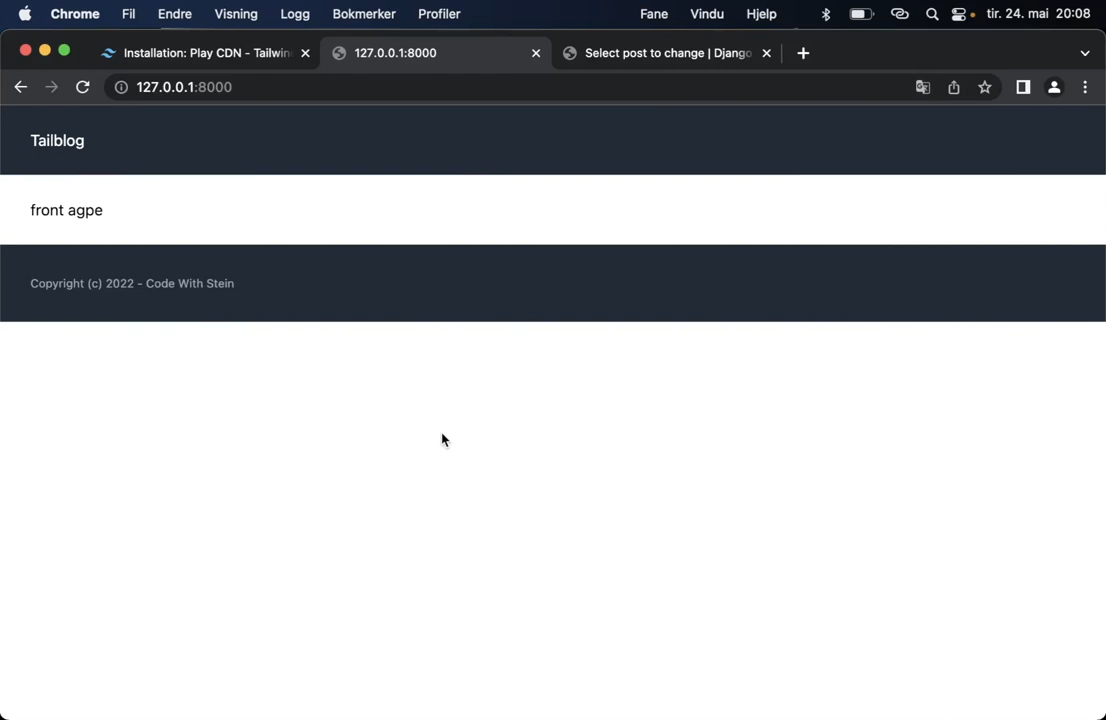 Chrome Fil Endre Visning Logg Bokmerker Profiler Fane Vindu Hjelp tir. 24. mai 20:08
Installation: Play CDN - Tailwin 127.0.0.1:8000 Select post to change | Django
127.0.0.1:8000
Tailblog
front agpe
Copyright (c) 2022 - Code With Stein